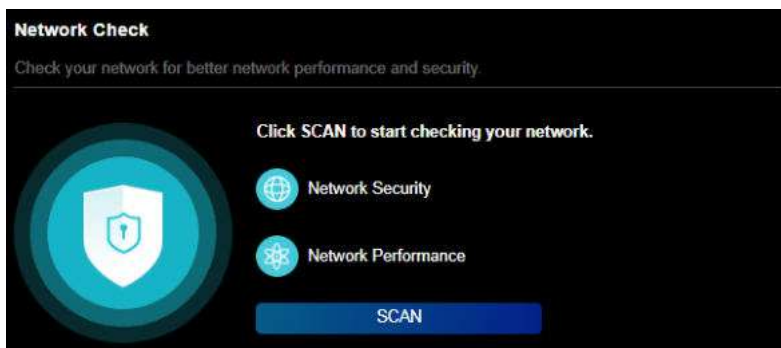 Network Check
Check your network for better network performance and security.
Click SCAN to start checking your network.
Network Security
Network Performance
SCAN